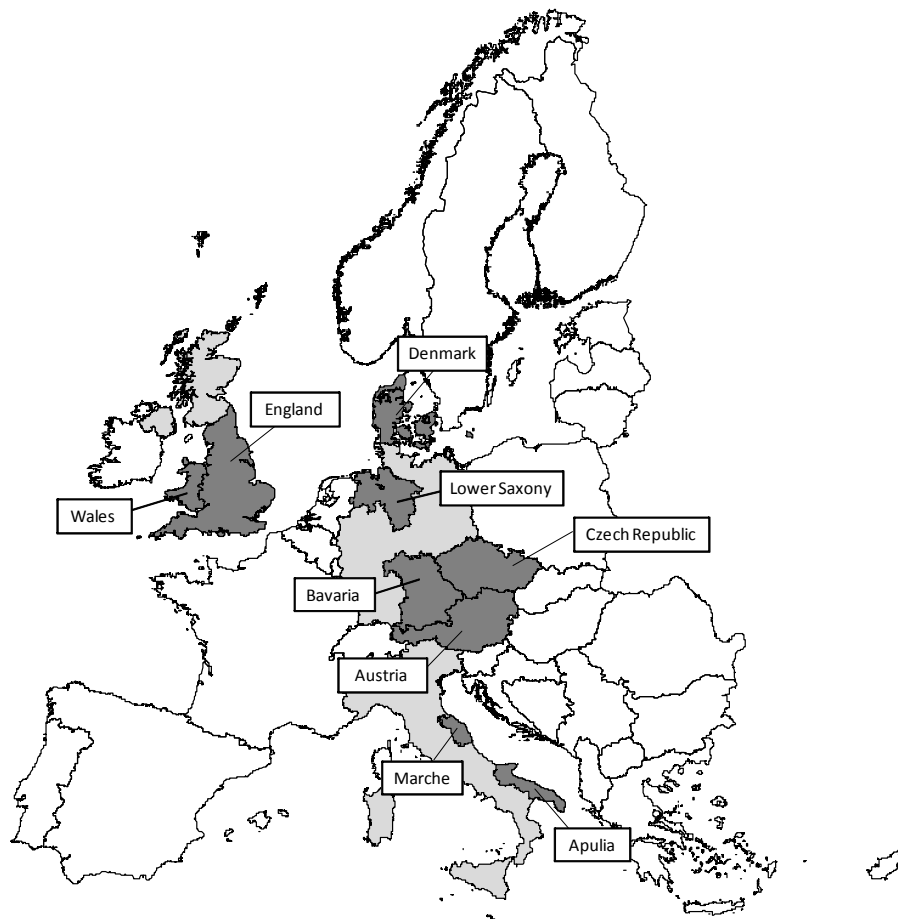 Denmark
England
Lower Saxony
Wales
Czech Republic
Bavaria
Austria
Marche
Apulia